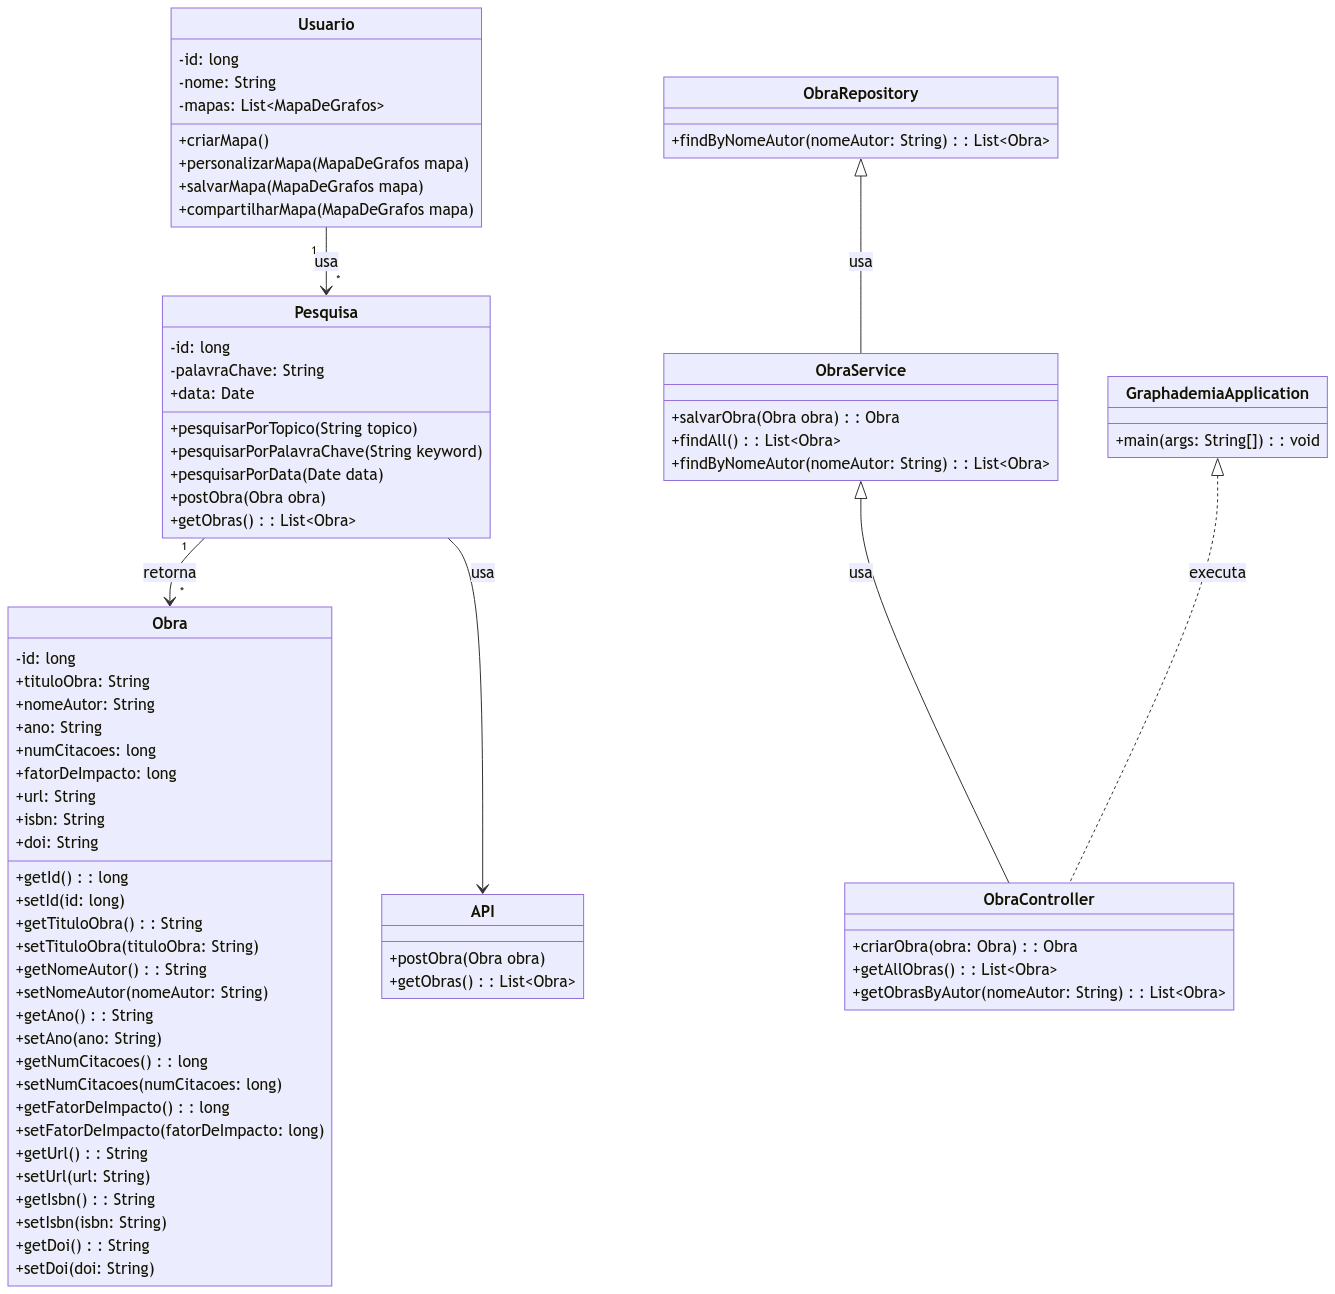 Usuario
-id: long
-nome: String
-mapas: List<MapaDeGrafos>
+criarMapa()
+personalizarMapa(MapaDeGrafos mapa)
+salvarMapa(MapaDeGrafos mapa)
+compartilharMapa(MapaDeGrafos mapa)
1
usa
*
Pesquisa
-id: long
-palavraChave: String
+data: Date
+pesquisarPorTopico(String topico)
+pesquisarPorPalavraChave(String keyword)
+pesquisarPorData(Date data)
+postObra(Obra obra)
+getObras() : : List<Obra>
1
retorna
*
usa
Obra
-id: long
+tituloObra: String
+nomeAutor: String
+ano: String
+numCitacoes: long
+fatorDeImpacto: long
+url: String
+isbn: String
+doi: String
+getId() : : long
+setId(id: long)
+getTituloObra() : : String
+setTituloObra(tituloObra: String)
+getNomeAutor() : : String
+setNomeAutor(nomeAutor: String)
+getAno() : : String
+setAno(ano: String)
+getNumCitacoes() : : long
+setNumCitacoes(numCitacoes: long)
+getFatorDeImpacto() : : long
+setFatorDeImpacto(fatorDeImpacto: long)
+getUrl() : : String
+setUrl(url: String)
+getIsbn() : : String
+setIsbn(isbn: String)
+getDoi() : : String
+setDoi(doi: String)
API
+postObra(Obra obra)
+getObras() : : List<Obra>
ObraRepository
+findByNomeAutor(nomeAutor: String) : : List<Obra>
usa
ObraService
+salvarObra(Obra obra) : : Obra
+findAll() : : List<Obra>
+findByNomeAutor(nomeAutor: String) : : List<Obra>
usa
GraphademiaApplication
+main(args: String[]) : : void
executa
ObraController
+criarObra(obra: Obra) : : Obra
+getAllObras() : : List<Obra>
+getObrasByAutor(nomeAutor: String) : : List<Obra>